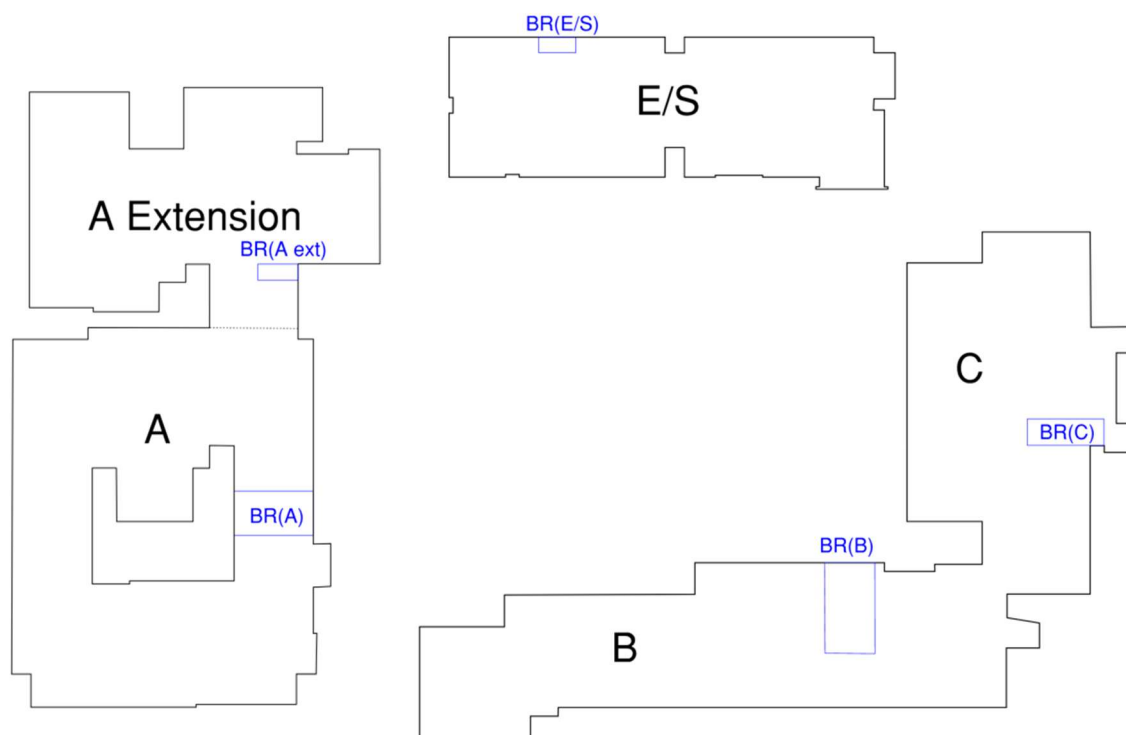 BR(E/S)
E/S
A Extension
BR(A ext)
C
A
BR(C)
BR(A)
BR(B)
B